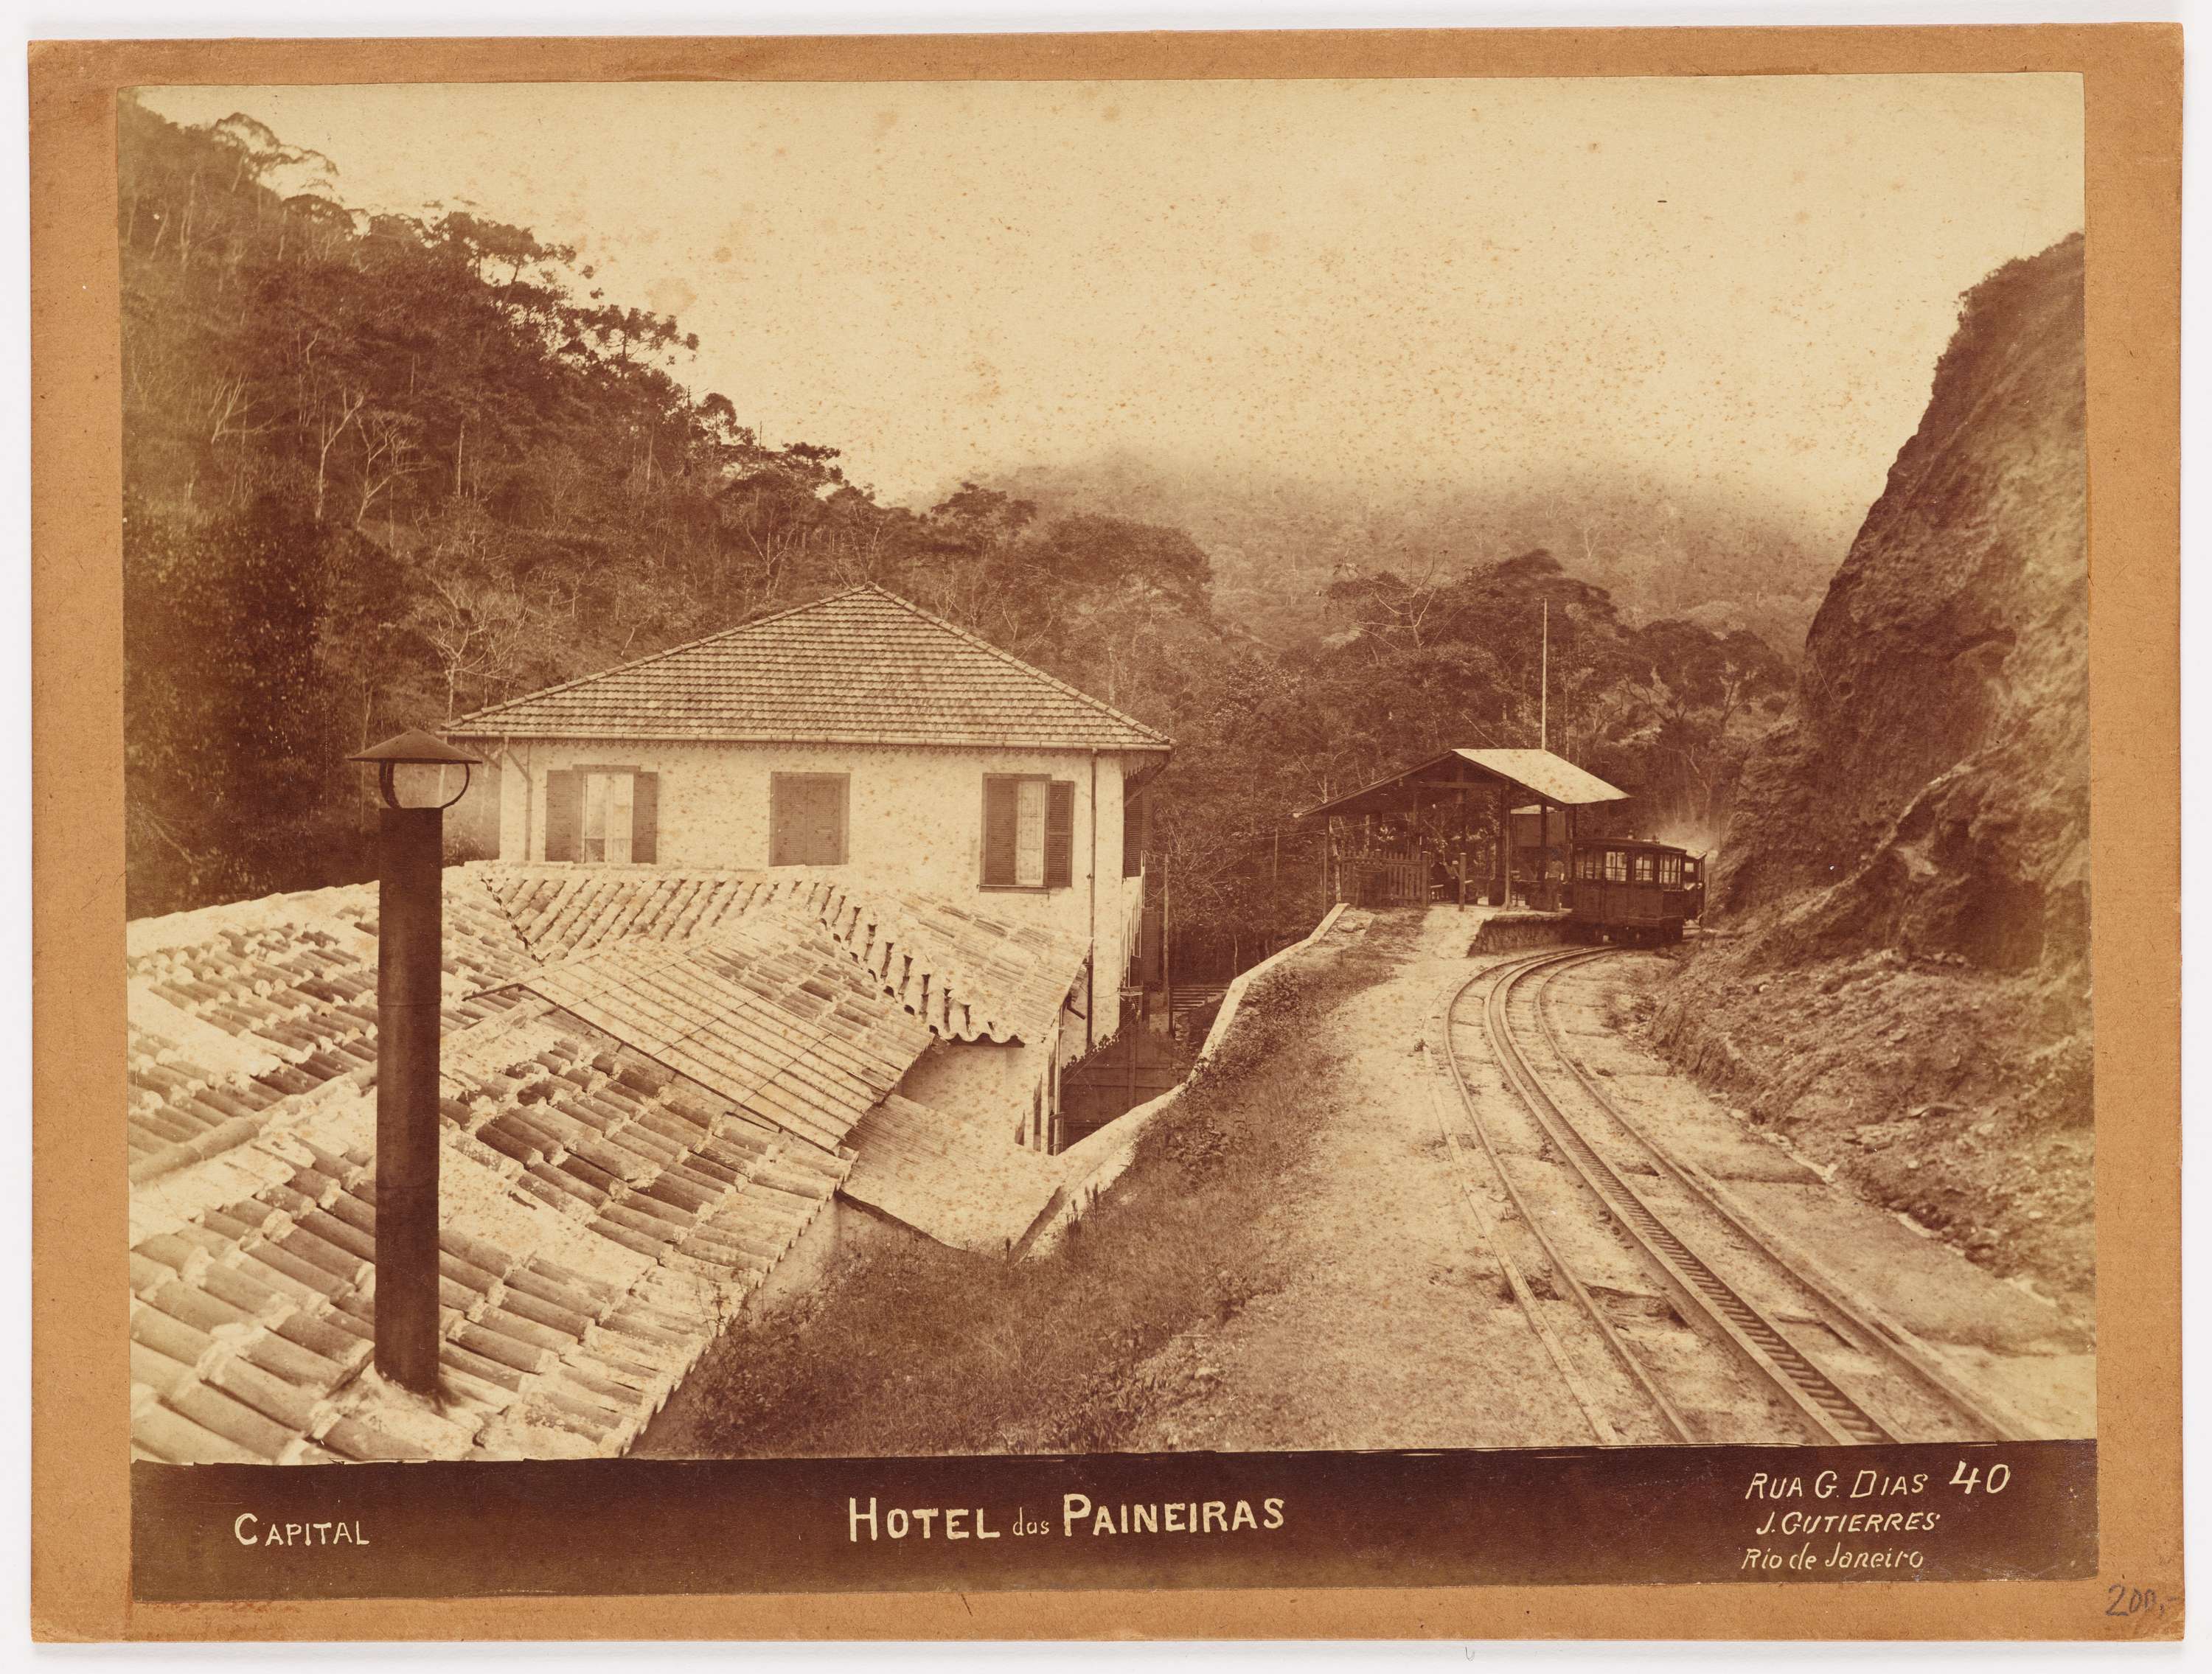 CAPITAL
HOTEL das PAINEIRAS
RUA G. DIAS 40
J. GUTIERRES
Rio de Janeiro
200,-